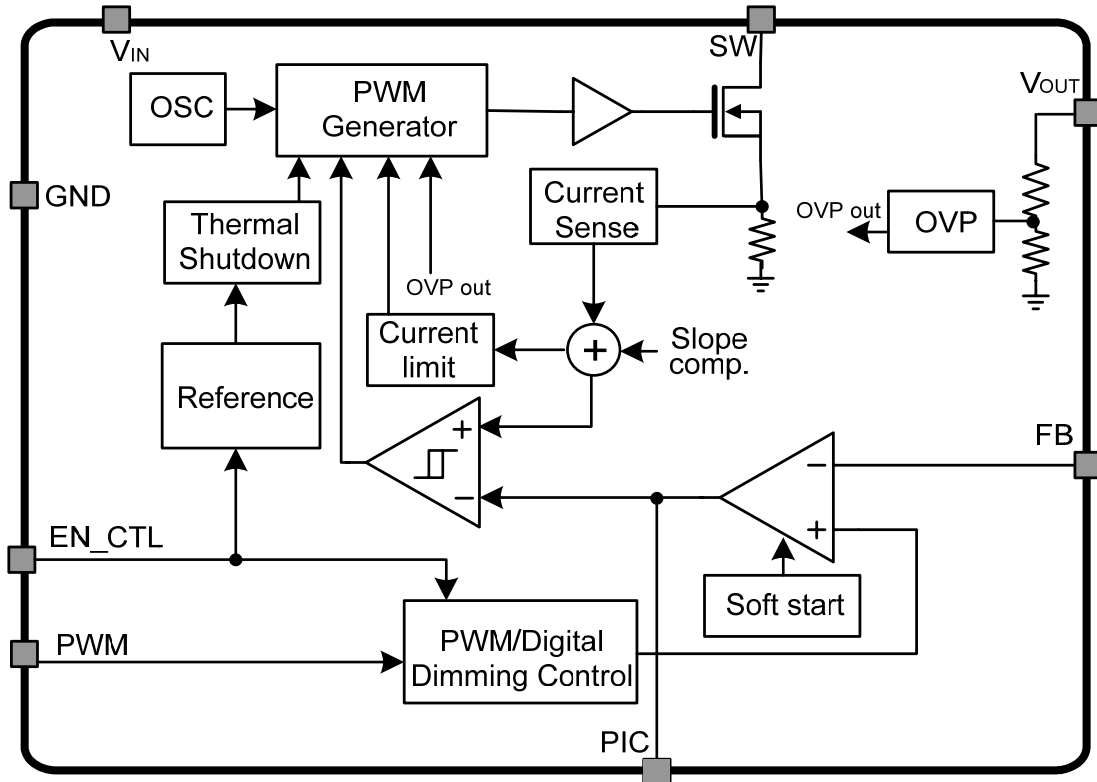 VIN
SW
VOUT
OSC
PWM
Generator
GND
Thermal
Shutdown
Current
Sense
OVP out
OVP
OVP out
Current
limit
+
Slope
comp.
Reference
+
−
FB
−
+
EN_CTL
Soft start
PWM
PWM/Digital
Dimming Control
PIC